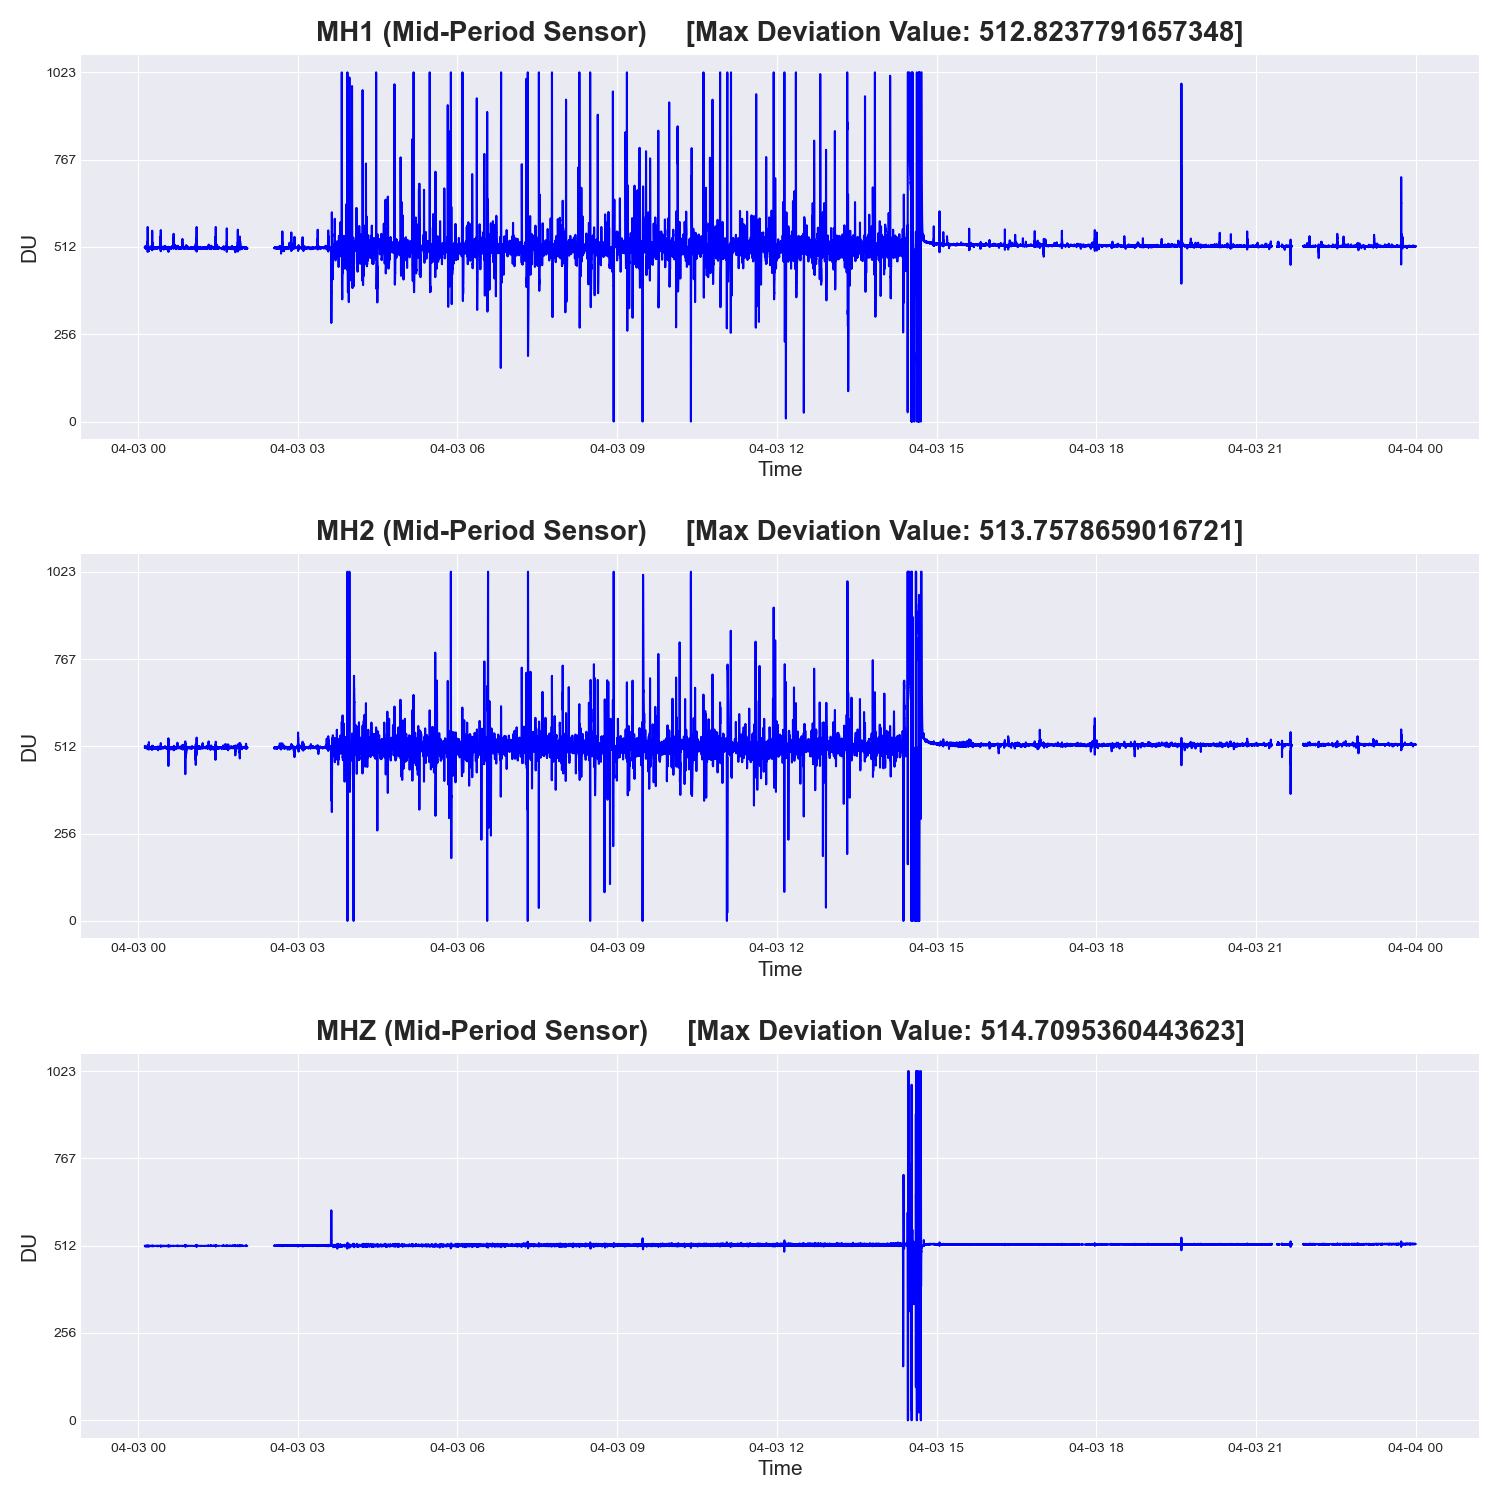 MH1 (Mid-Period Sensor) [Max Deviation Value: 512.8237791657348]
1023
767
512
256
0
DU
04-03 00 04-03 03 04-03 06 04-03 09 04-03 12 04-03 15 04-03 18 04-03 21 04-04 00
Time
MH2 (Mid-Period Sensor) [Max Deviation Value: 513.7578659016721]
1023
767
512
256
0
DU
04-03 00 04-03 03 04-03 06 04-03 09 04-03 12 04-03 15 04-03 18 04-03 21 04-04 00
Time
MHZ (Mid-Period Sensor) [Max Deviation Value: 514.7095360443623]
1023
767
512
256
0
DU
04-03 00 04-03 03 04-03 06 04-03 09 04-03 12 04-03 15 04-03 18 04-03 21 04-04 00
Time